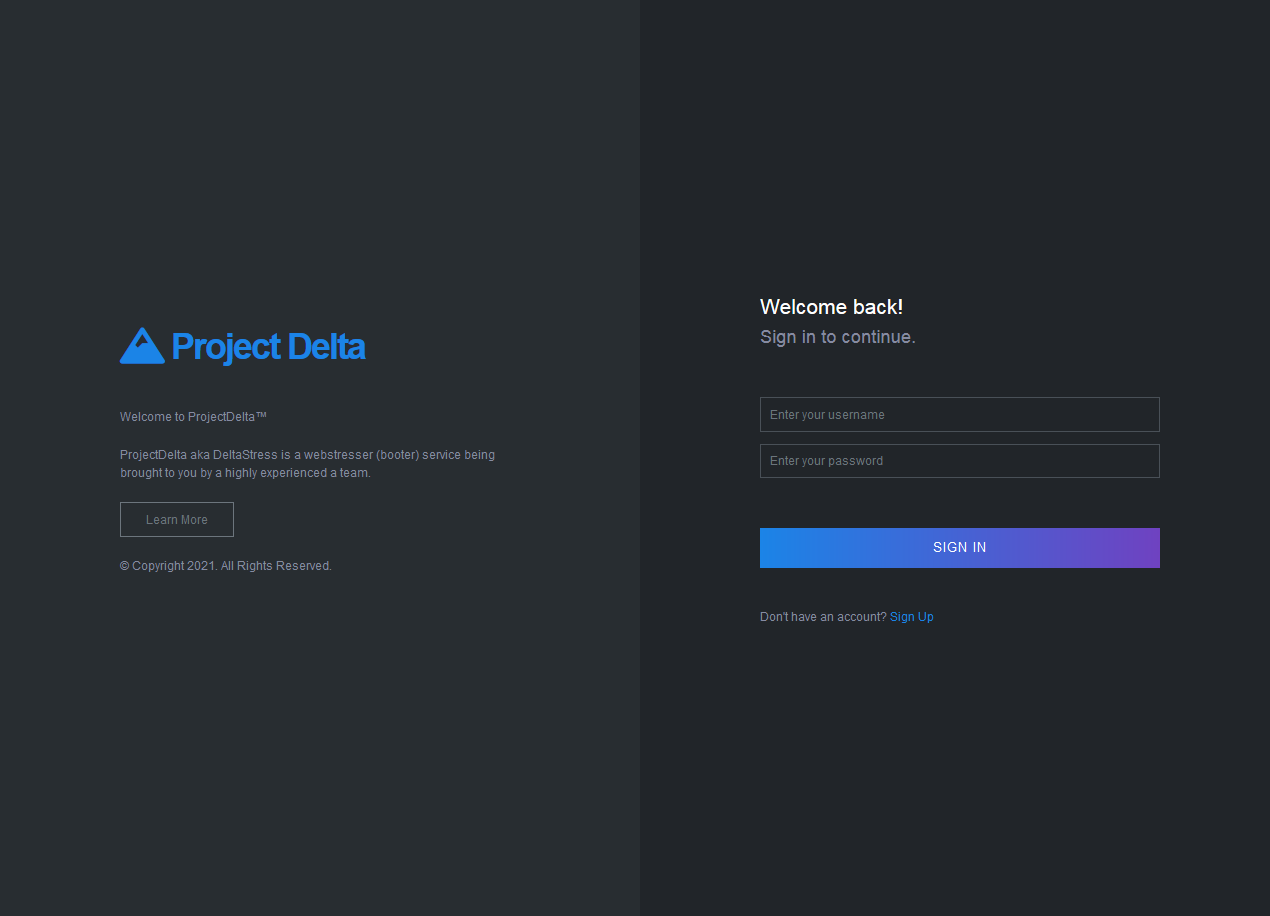 Project Delta
Welcome to ProjectDelta™
ProjectDelta aka DeltaStress is a webstresser (booter) service being
brought to you by a highly experienced a team.
Learn More
© Copyright 2021. All Rights Reserved.
Welcome back!
Sign in to continue.
Enter your username
Enter your password
SIGN IN
Don't have an account? Sign Up